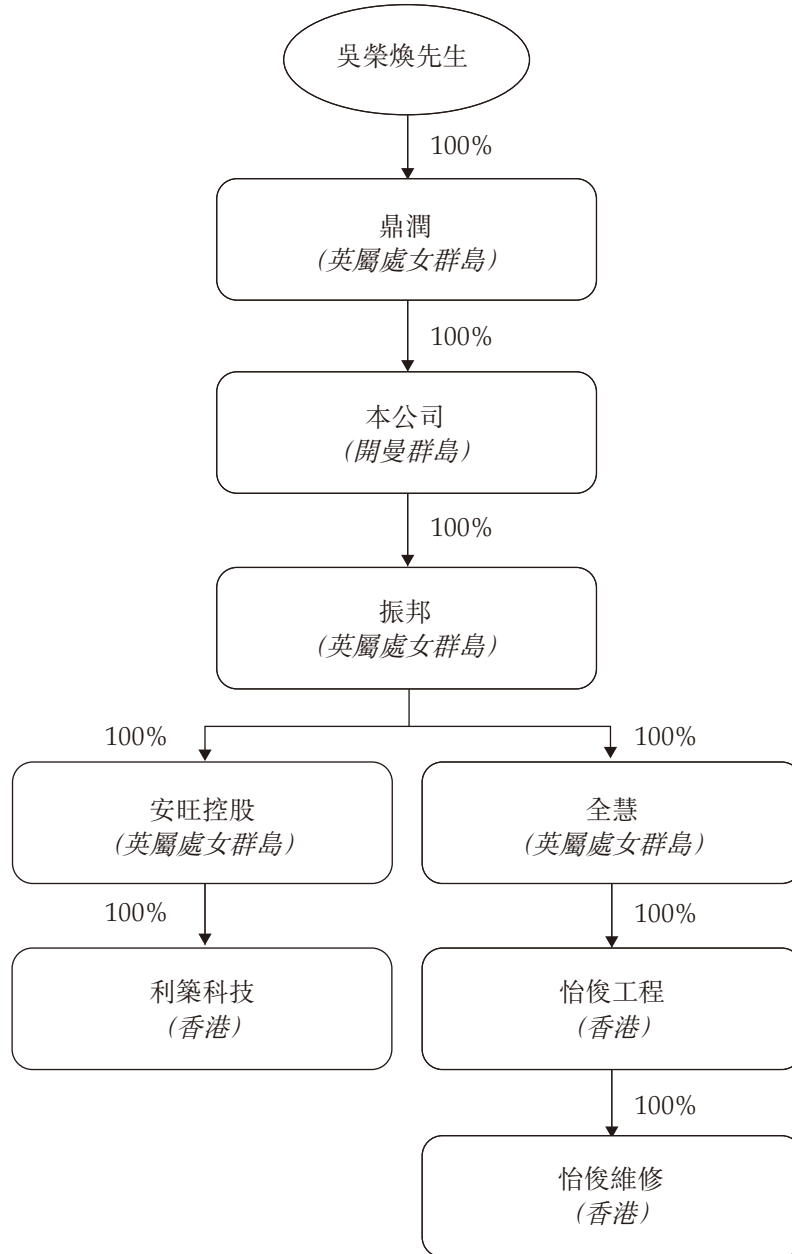 吳榮煥先生
100%
鼎潤
(英屬處女群島)
100%
本公司
(開曼群島)
100%
振邦
(英屬處女群島)
100%
100%
安旺控股
(英屬處女群島)
全慧
(英屬處女群島)
100%
100%
利築科技
(香港)
怡俊工程
(香港)
100%
怡俊維修
(香港)